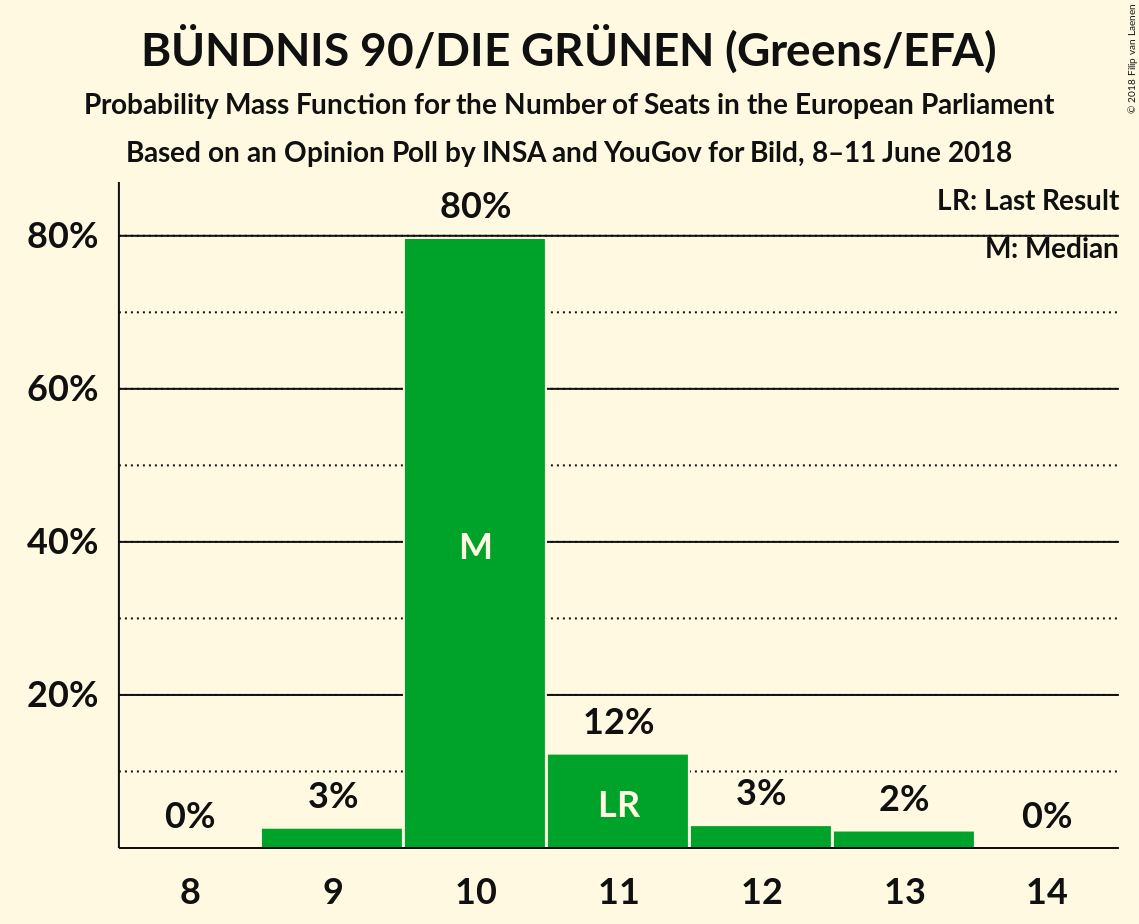 BÜNDNIS 90/DIE GRÜNEN (Greens/EFA)
Probability Mass Function for the Number of Seats in the European Parliament
Based on an Opinion Poll by INSA and YouGov for Bild, 8–11 June 2018
© 2018 Filip van Laenen
LR: Last Result
M: Median
80%
60%
40%
20%
0%
3%
80%
12%
3%
2%
0%
M
LR
8
9
10
11
12
13
14